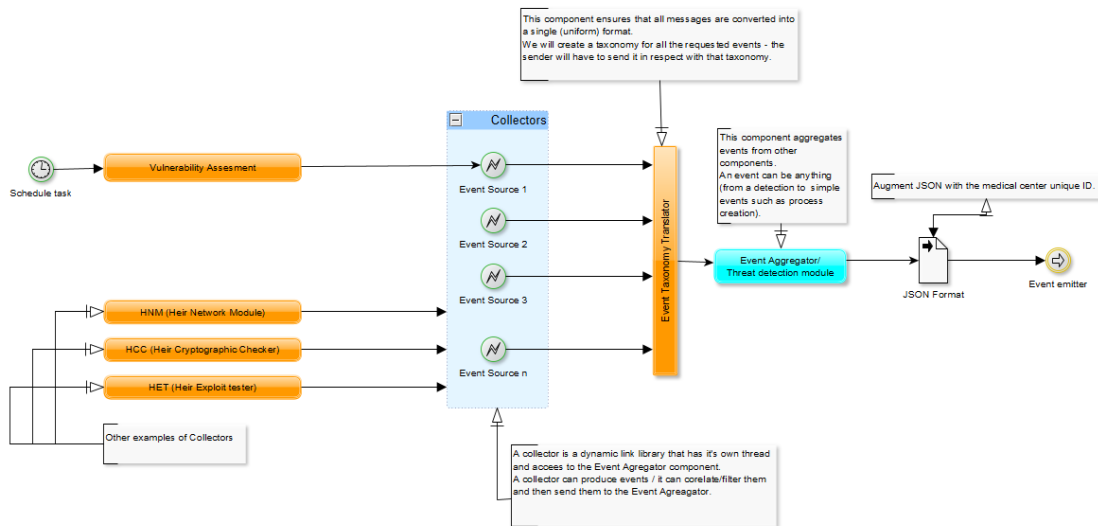 This component ensures that all messages are converted into
a single (uniform) format.
We will create a taxonomy for all the requested events - the
sender will have to send it in respect with that taxonomy.
Collectors
This component aggregates
events from other
components.
An event can be anything
(from a detection to simple
events such as process
creation).
Augment JSON with the medical center unique ID.
Schedule task
Vulnerability Assesment
Event Source 1
Event Source 2
Event Source 3
Event Source n
Event Taxonomy Translator
Event Aggregator/
Threat detection module
JSON Format
Event emitter
HNM (Heir Network Module)
HCC (Heir Cryptographic Checker)
HET (Heir Exploit tester)
Other examples of Collectors
A collector is a dynamic link library that has it's own thread
and accees to the Event Agregator component.
A collector can produce events / it can corelate/filter them
and then send them to the Event Agreagator.